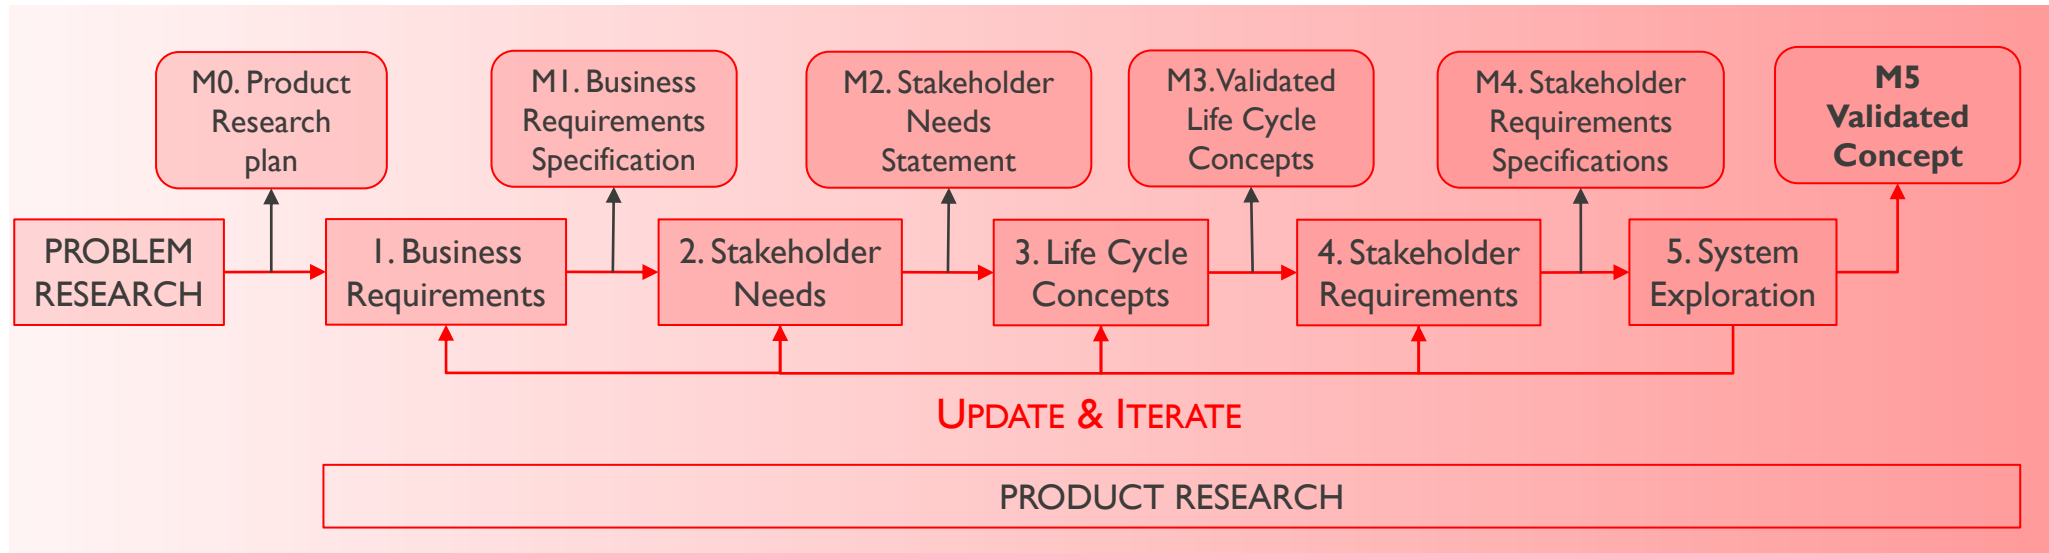 M0. Product
Research
plan
M1. Business
Requirements
Specification
M2. Stakeholder
Needs
Statement
M3. Validated
Life Cycle
Concepts
M4. Stakeholder
Requirements
Specifications
M5
Validated
Concept
PROBLEM
RESEARCH
1. Business
Requirements
2. Stakeholder
Needs
3. Life Cycle
Concepts
4. Stakeholder
Requirements
5. System
Exploration
UPDATE & ITERATE
PRODUCT RESEARCH